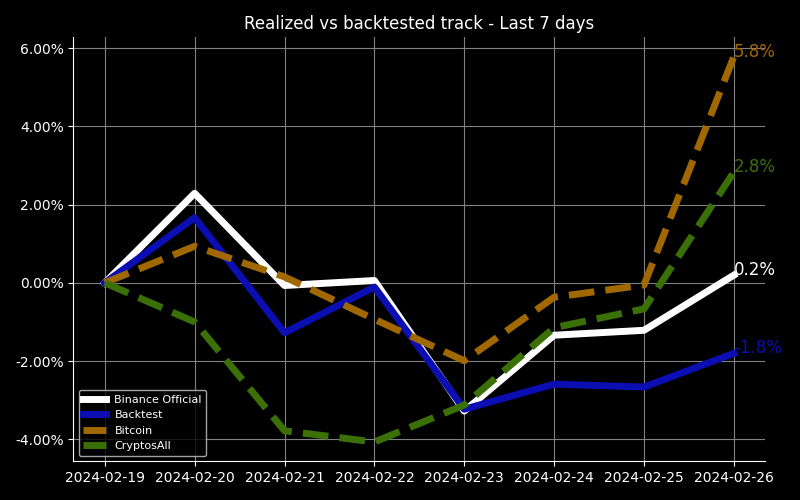 Realized vs backtested track - Last 7 days
6.00%
4.00%
2.00%
0.00%
-2.00%
-4.00%
5.8%
2.8%
0.2%
-1.8%
Binance Official
Backtest
Bitcoin
CryptosAll
2024-02-19 2024-02-20 2024-02-21 2024-02-22 2024-02-23 2024-02-24 2024-02-25 2024-02-26